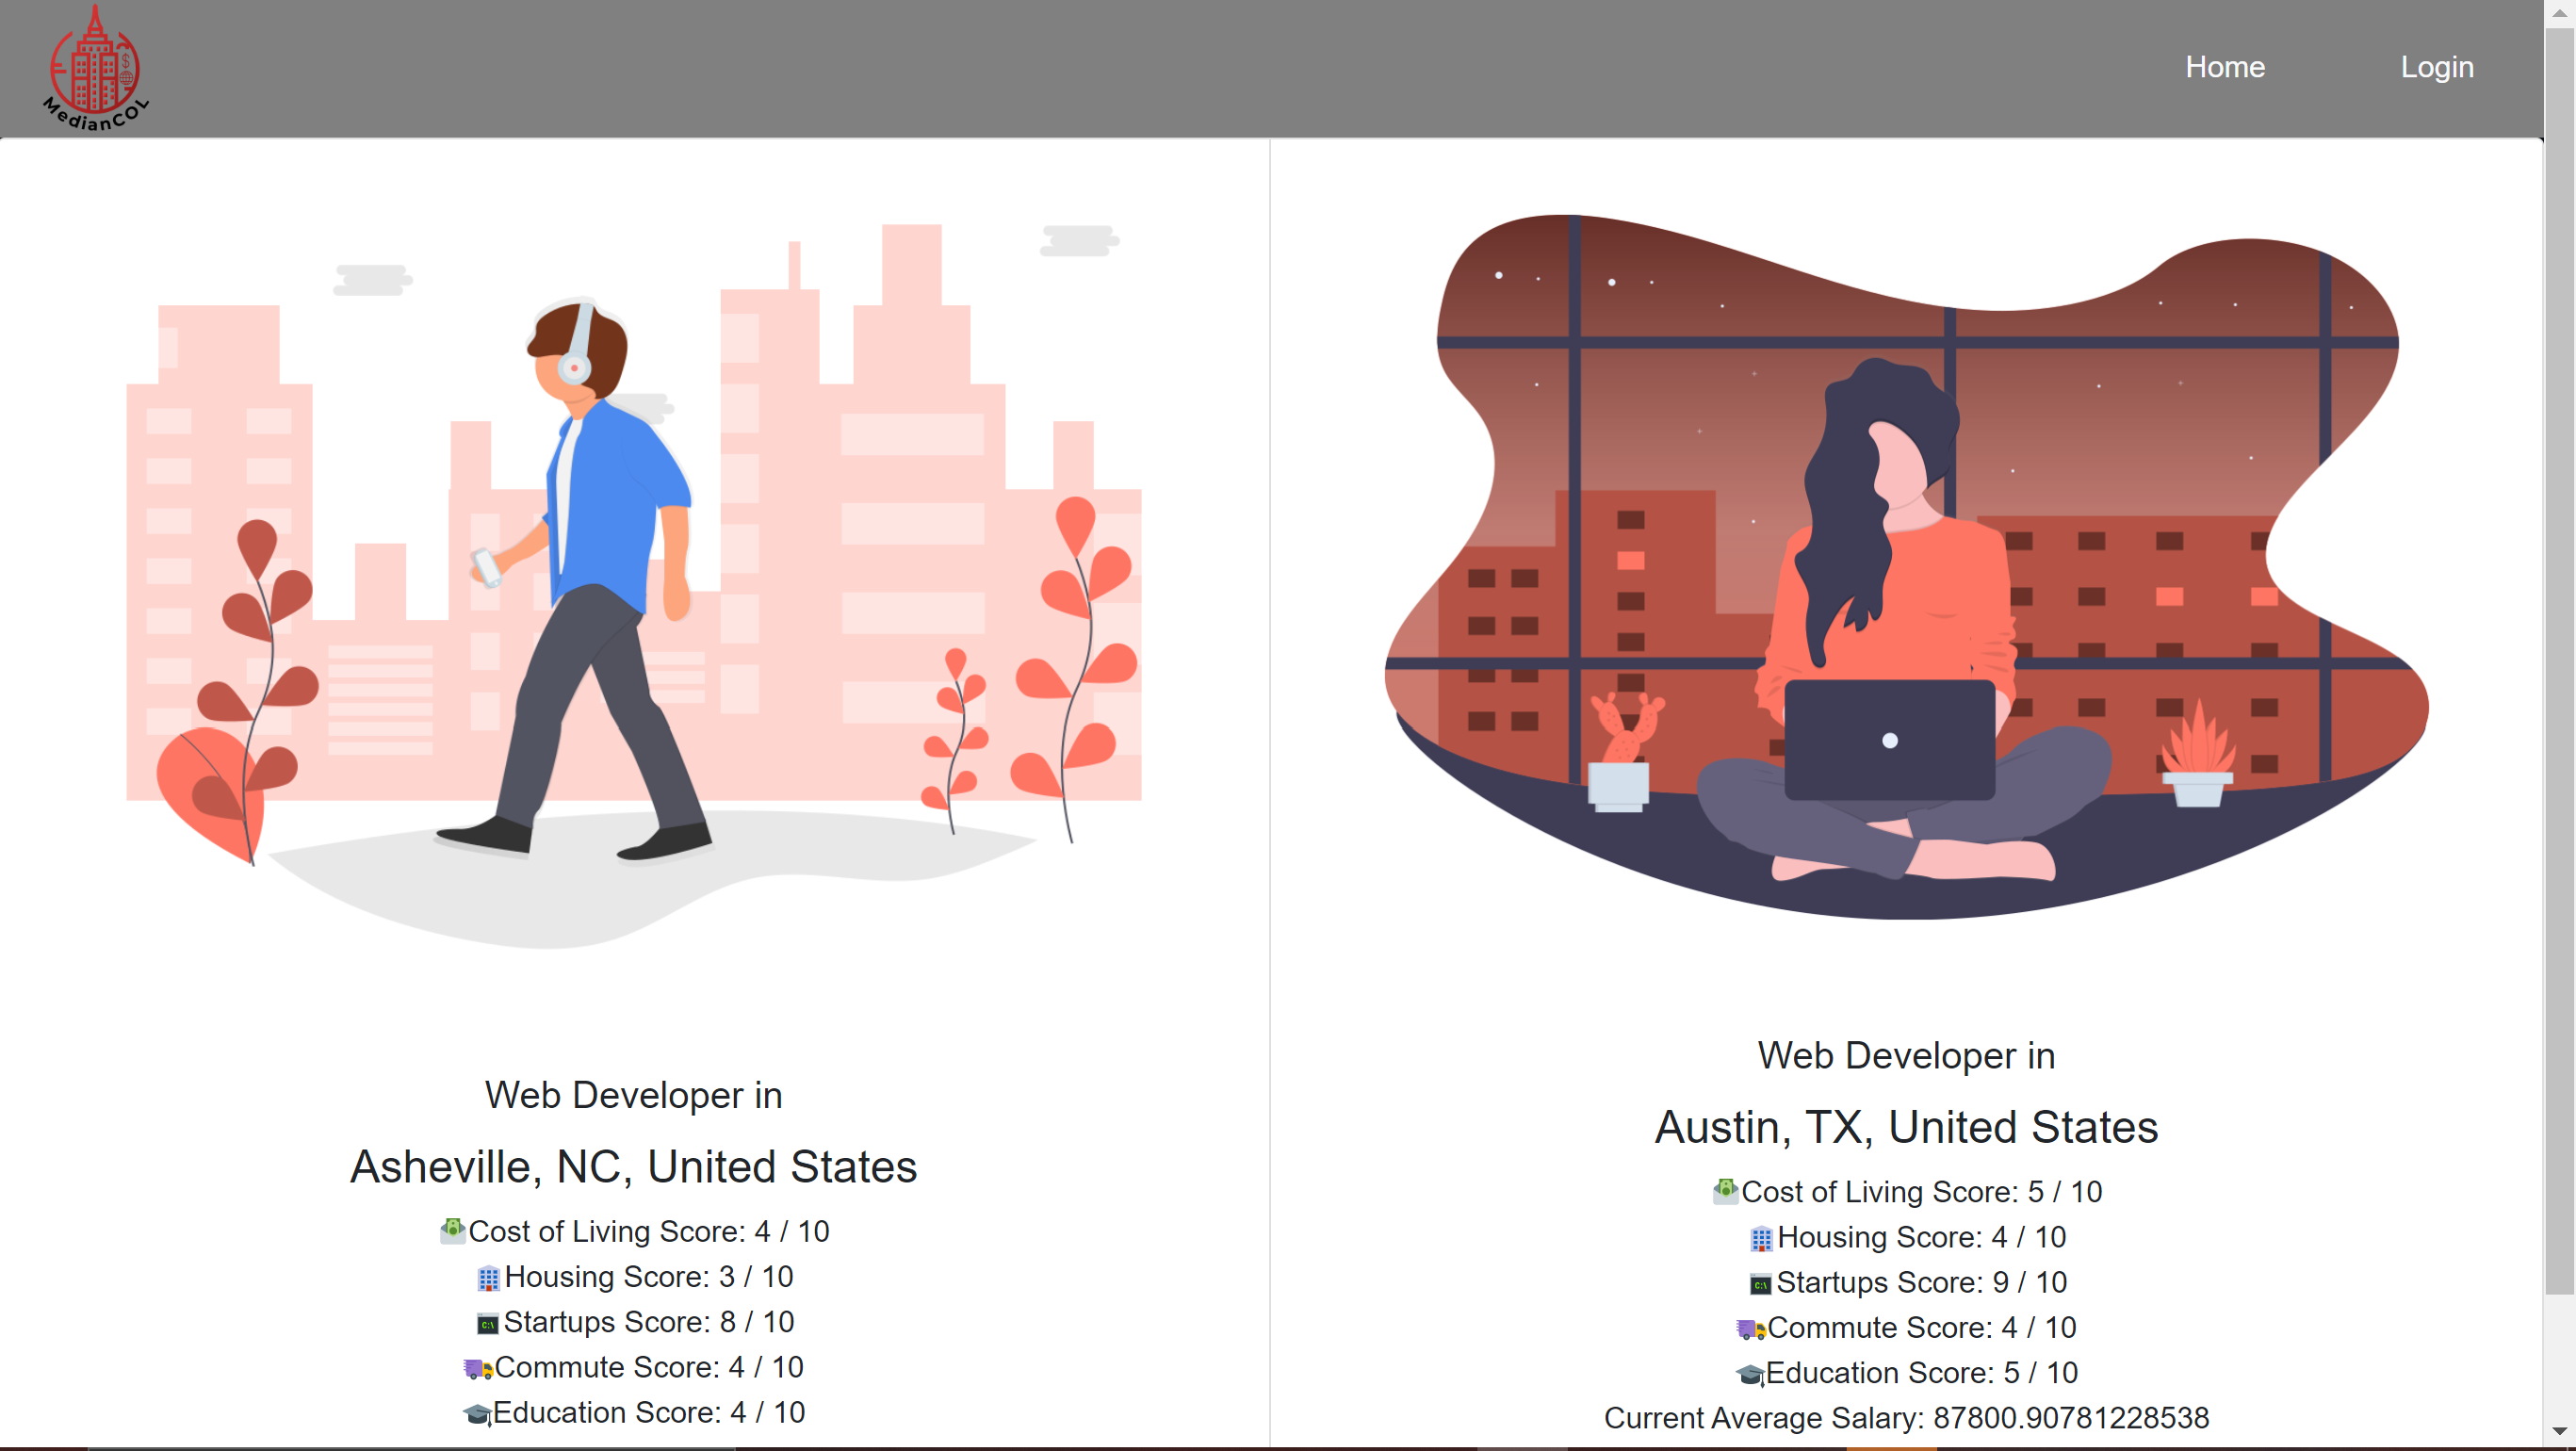 MedianCOL
Home
Login
Web Developer in
Asheville, NC, United States
Cost of Living Score: 4 / 10
Housing Score: 3 / 10
C:\
Startups Score: 8 / 10
Commute Score: 4 / 10
Education Score: 4 / 10
Web Developer in
Austin, TX, United States
Cost of Living Score: 5 / 10
Housing Score: 4 / 10
C:\
Startups Score: 9 / 10
Commute Score: 4 / 10
Education Score: 5 / 10
Current Average Salary: 87800.90781228538